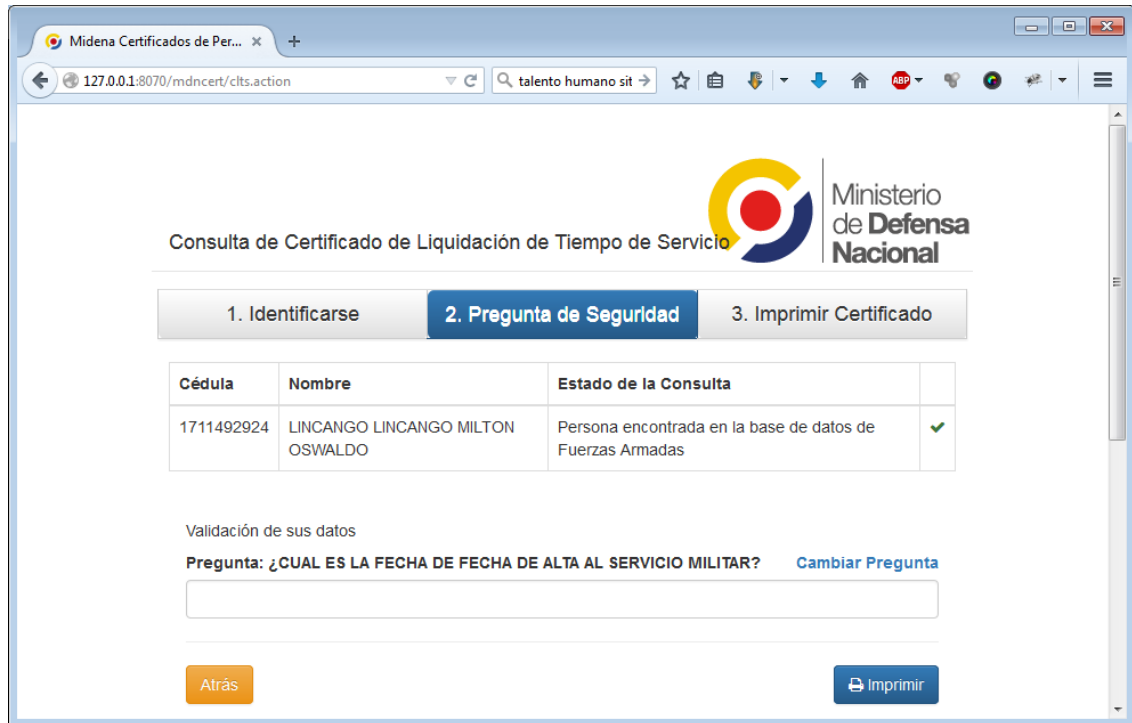 Midena Certificados de Per...
127.0.0.1:8070/mdncert/clts.action
talento humano sit
ABP
Ministerio
de Defensa
Nacional
Consulta de Certificado de Liquidación de Tiempo de Servicio
1. Identificarse
2. Pregunta de Seguridad
3. Imprimir Certificado
Cédula Nombre Estado de la Consulta
1711492924 LINCANGO LINCANGO MILTON Persona encontrada en la base de datos de
OSWALDO Fuerzas Armadas
Validación de sus datos
Pregunta: ¿CUAL ES LA FECHA DE FECHA DE ALTA AL SERVICIO MILITAR? Cambiar Pregunta
Atrás
Imprimir